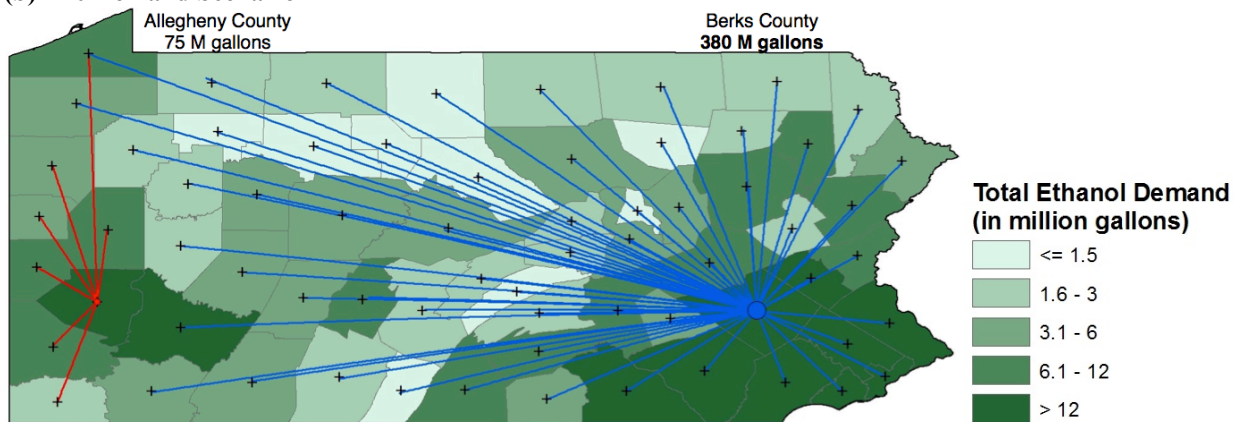 Allegheny County
75 M gallons
Berks County
380 M gallons
Total Ethanol Demand
(in million gallons)
<= 1.5
1.6 - 3
3.1 - 6
6.1 - 12
> 12